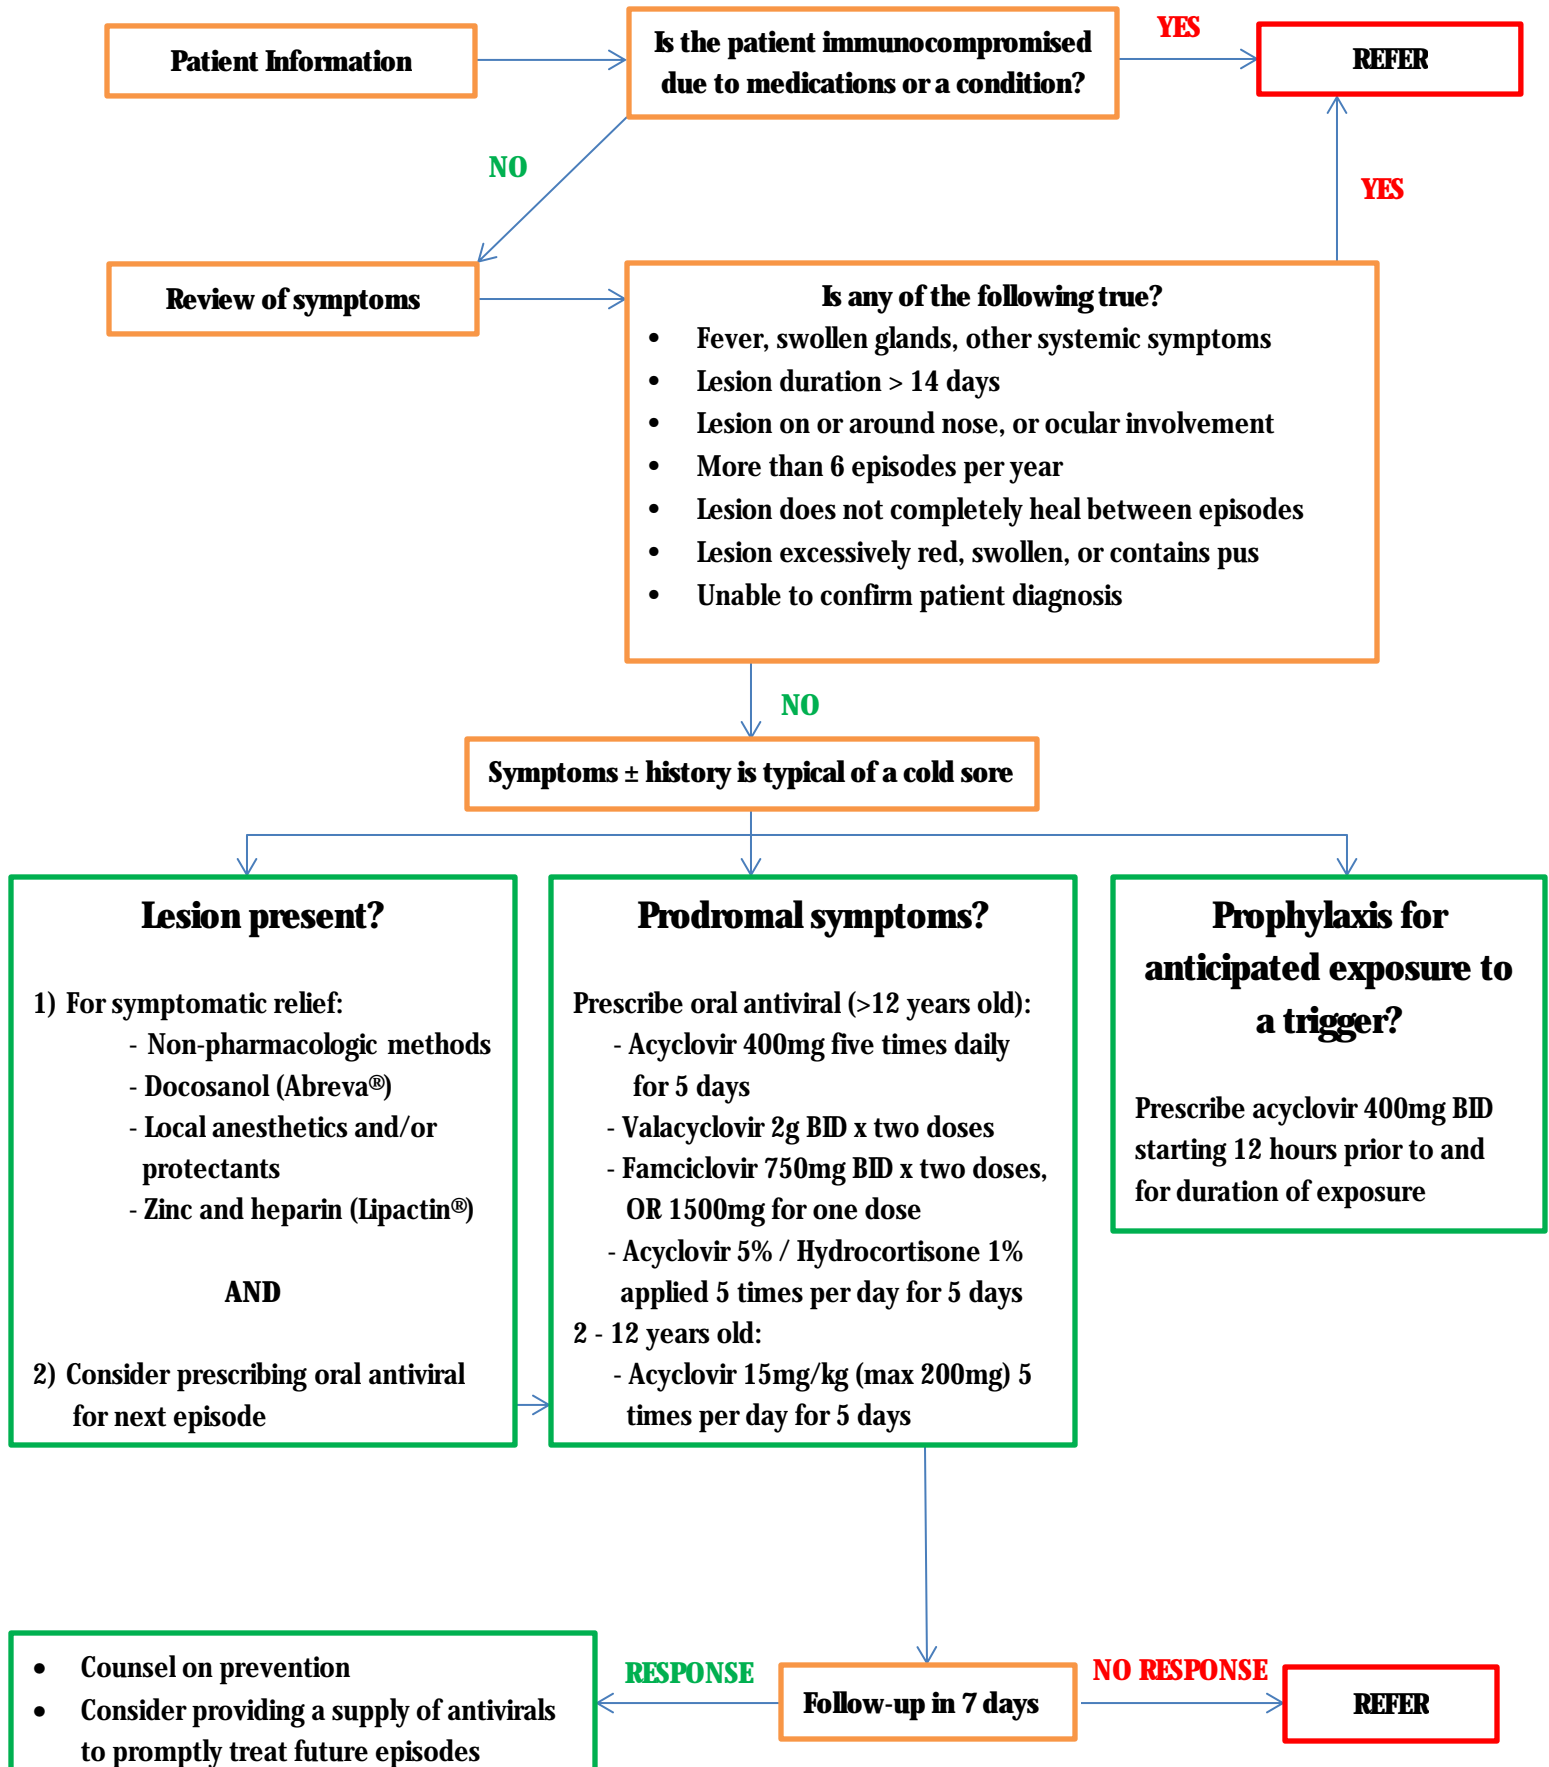 Patient Information
Is the patient immunocompromised
due to medications or a condition?
YES
REFER
NO
YES
Review of symptoms
Is any of the following true?
• Fever, swollen glands, other systemic symptoms
• Lesion duration > 14 days
• Lesion on or around nose, or ocular involvement
• More than 6 episodes per year
• Lesion does not completely heal between episodes
• Lesion excessively red, swollen, or contains pus
• Unable to confirm patient diagnosis
NO
Symptoms ± history is typical of a cold sore
Lesion present?
1) For symptomatic relief:
- Non-pharmacologic methods
- Docosanol (Abreva®)
- Local anesthetics and/or
protectants
- Zinc and heparin (Lipactin®)
AND
2) Consider prescribing oral antiviral
for next episode
Prodromal symptoms?
Prescribe oral antiviral (>12 years old):
- Acyclovir 400mg five times daily
for 5 days
- Valacyclovir 2g BID x two doses
- Famciclovir 750mg BID x two doses,
OR 1500mg for one dose
- Acyclovir 5% / Hydrocortisone 1%
applied 5 times per day for 5 days
2 - 12 years old:
- Acyclovir 15mg/kg (max 200mg) 5
times per day for 5 days
Prophylaxis for
anticipated exposure to
a trigger?
Prescribe acyclovir 400mg BID
starting 12 hours prior to and
for duration of exposure
• Counsel on prevention
• Consider providing a supply of antivirals
to promptly treat future episodes
RESPONSE
Follow-up in 7 days
NO RESPONSE
REFER